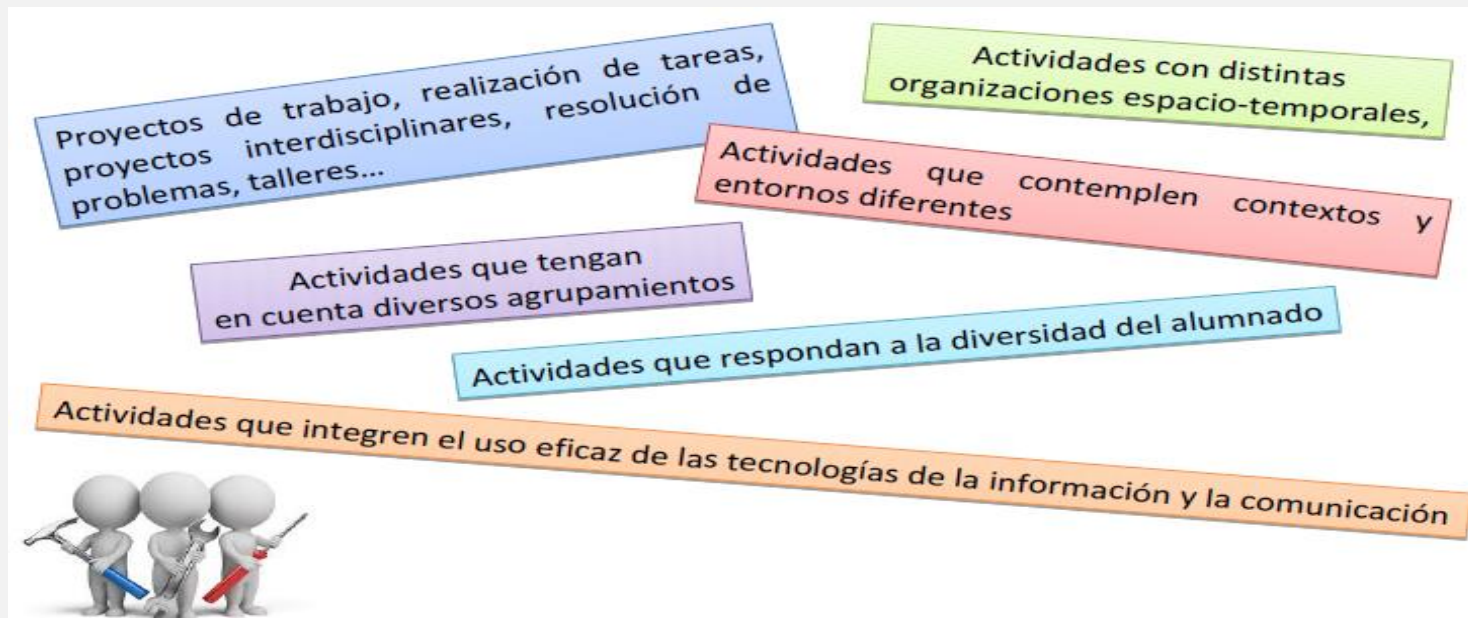 Proyectos de trabajo, realización de tareas,
proyectos interdisciplinares, resolución de
problemas, talleres...
Actividades con distintas
organizaciones espacio-temporales,
Actividades que contemplen contextos y
entornos diferentes
Actividades que tengan
en cuenta diversos agrupamientos
Actividades que respondan a la diversidad del alumnado
Actividades que integren el uso eficaz de las tecnologías de la información y la comunicación